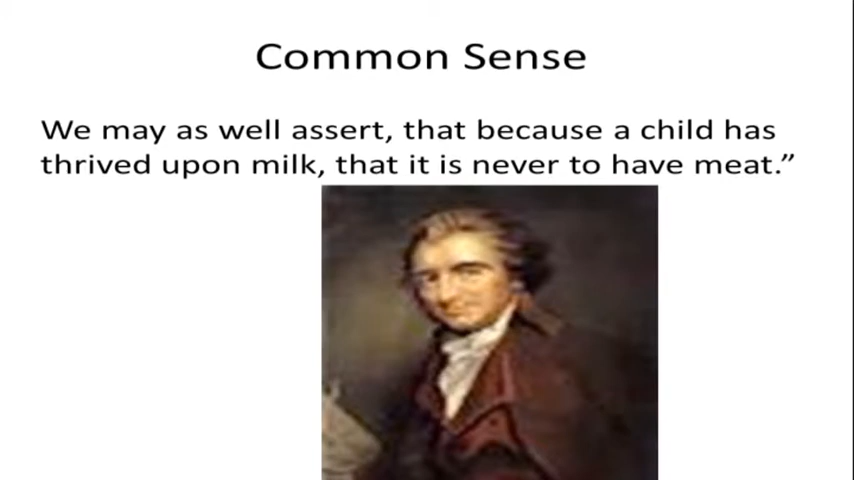 Common Sense
We may as well assert, that because a child has
thrived upon milk, that it is never to have meat.”